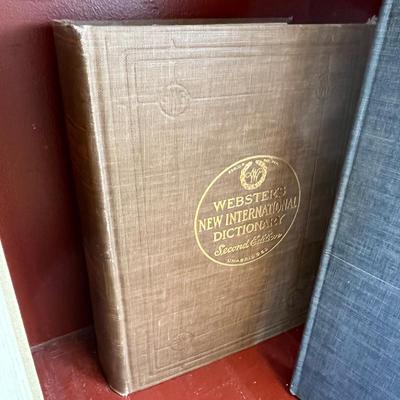 WEBSTER'S
NEW INTERNATIONAL
DICTIONARY
Second Edition
UNABRIDGED